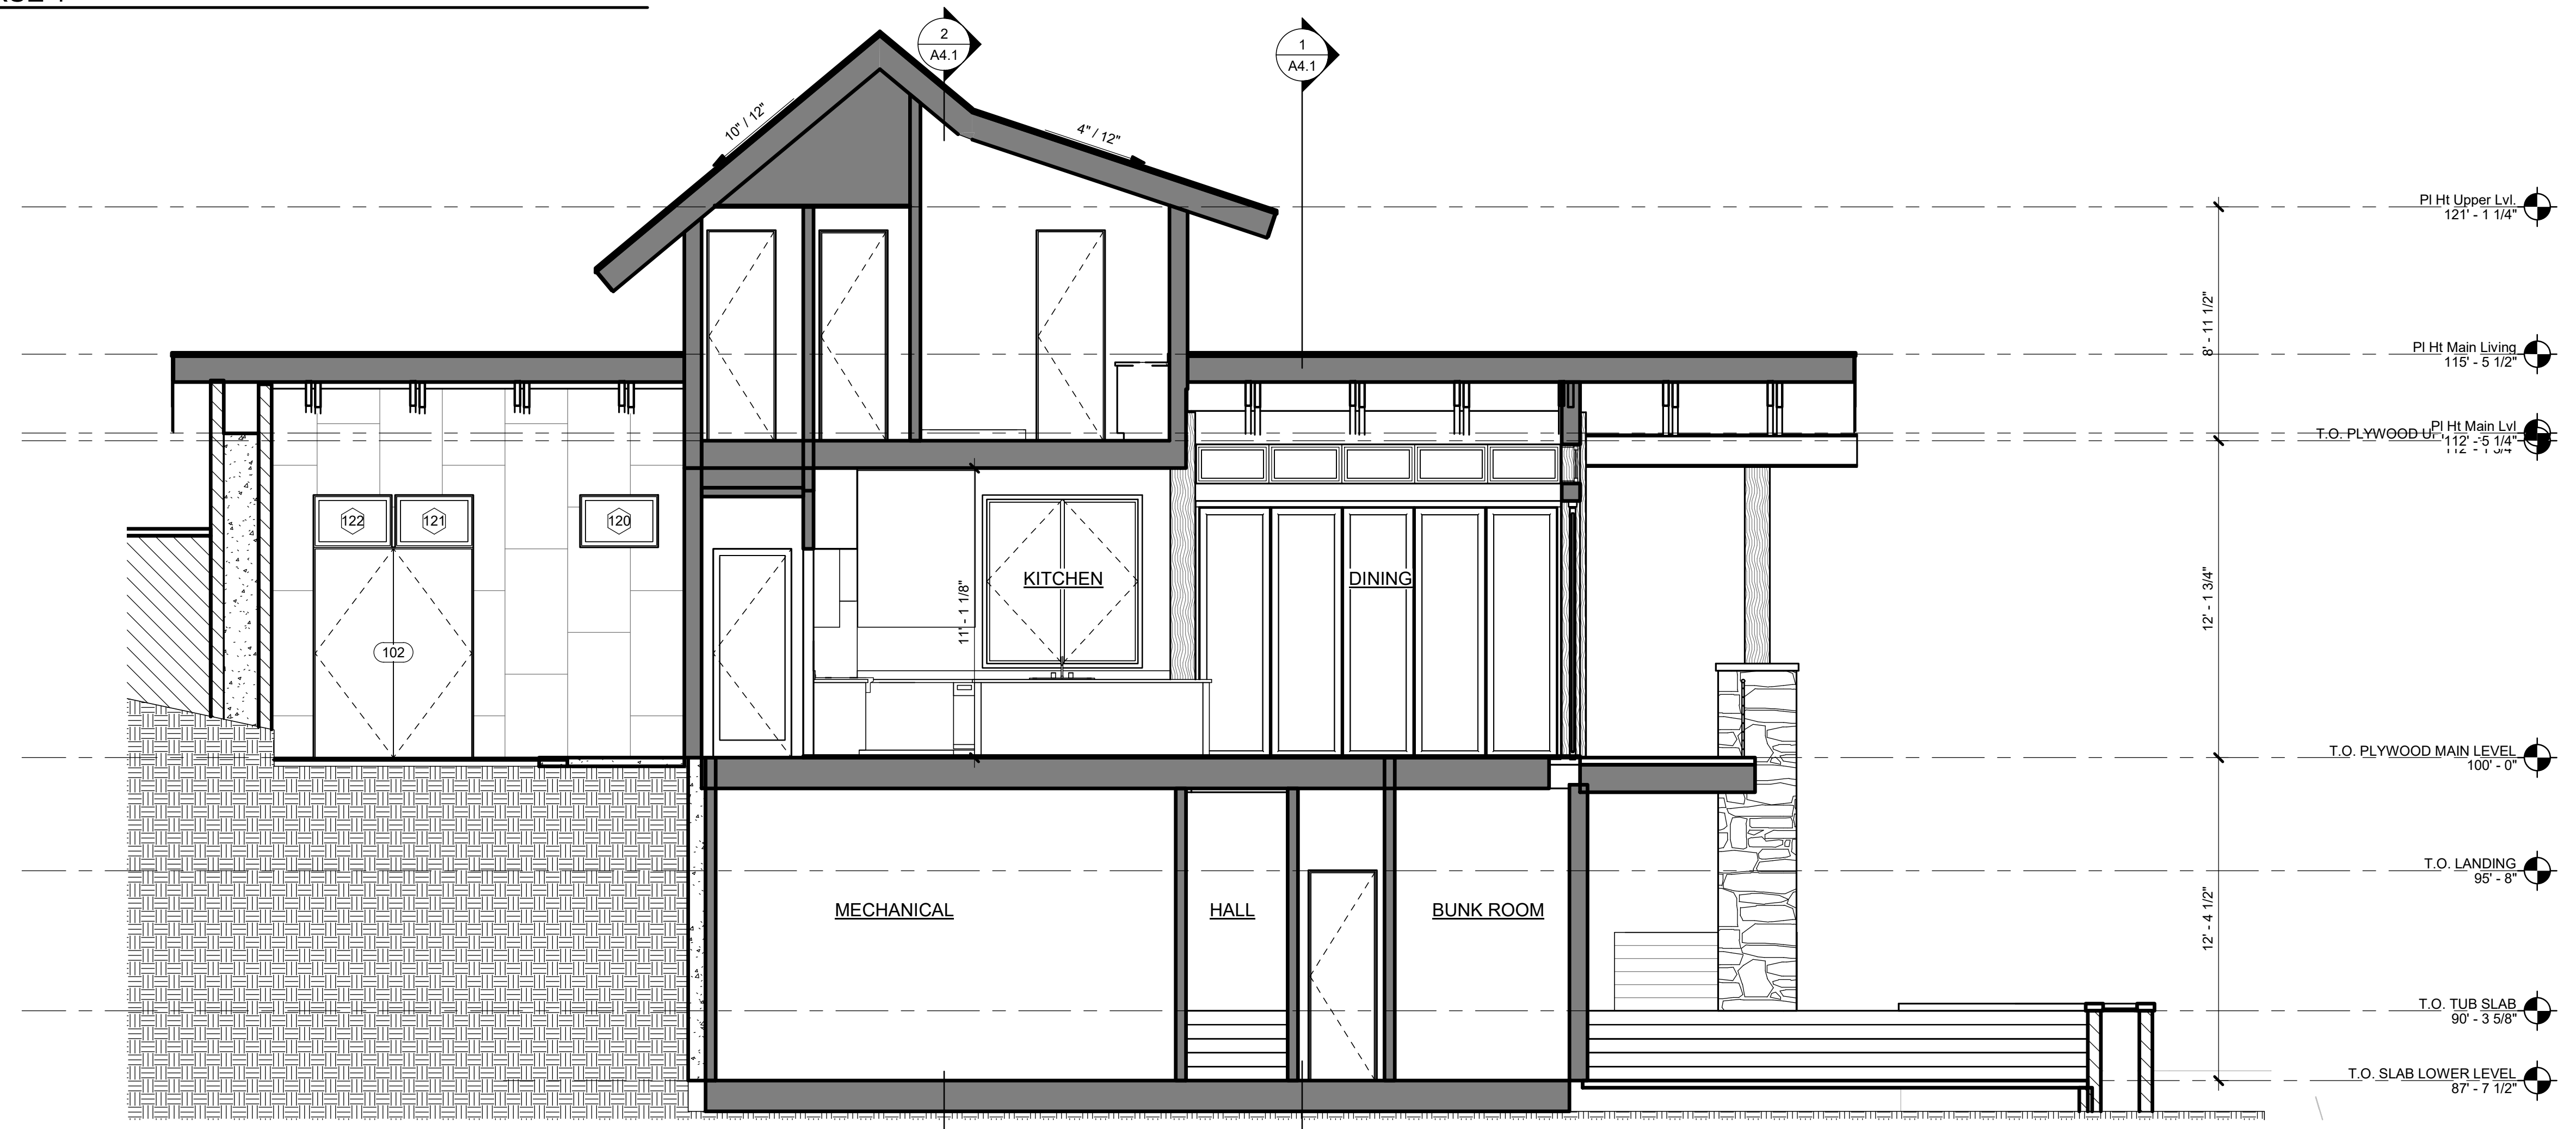 2
A4.1
1
A4.1
10" / 12"
4" / 12"
Pl Ht Upper Lvl.
121' - 1 1/4"
8' - 11 1/2"
Pl Ht Main Living
115' - 5 1/2"
Pl Ht Main Lvl
T.O. PLYWOOD
112' - 5 1/4"
112' - 1 3/4"
122
121
120
KITCHEN
DINING
11' - 1 1/8"
12' - 1 3/4"
102
T.O. PLYWOOD MAIN LEVEL
100' - 0"
T.O. LANDING
95' - 8"
MECHANICAL
HALL
BUNK ROOM
12' - 4 1/2"
T.O. TUB SLAB
90' - 3 5/8"
T.O. SLAB LOWER LEVEL
87' - 7 1/2"